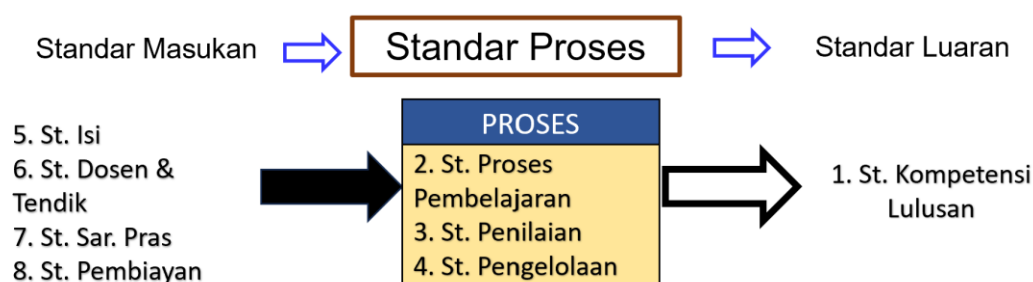 Standar Masukan
Standar Proses
Standar Luaran
5. St. Isi
6. St. Dosen &
Tendik
7. St. Sar. Pras
8. St. Pembiayan
PROSES
2. St. Proses
Pembelajaran
3. St. Penilaian
4. St. Pengelolaan
1. St. Kompetensi
Lulusan